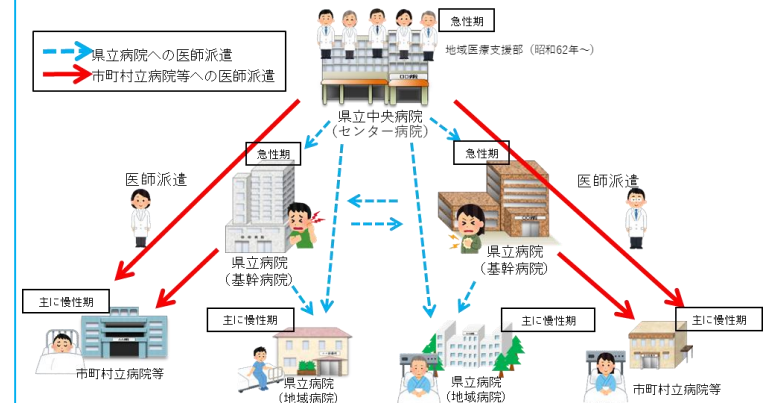 急性期
地域医療支援部（昭和62年～）
県立病院への医師派遣
市町村立病院等への医師派遣
県立中央病院
（センター病院）
急性期
急性期
医師派遣
医師派遣
県立病院
（基幹病院）
県立病院
（基幹病院）
主に慢性期
主に慢性期
主に慢性期
主に慢性期
市町村立病院等
県立病院
（地域病院）
県立病院
（地域病院）
市町村立病院等